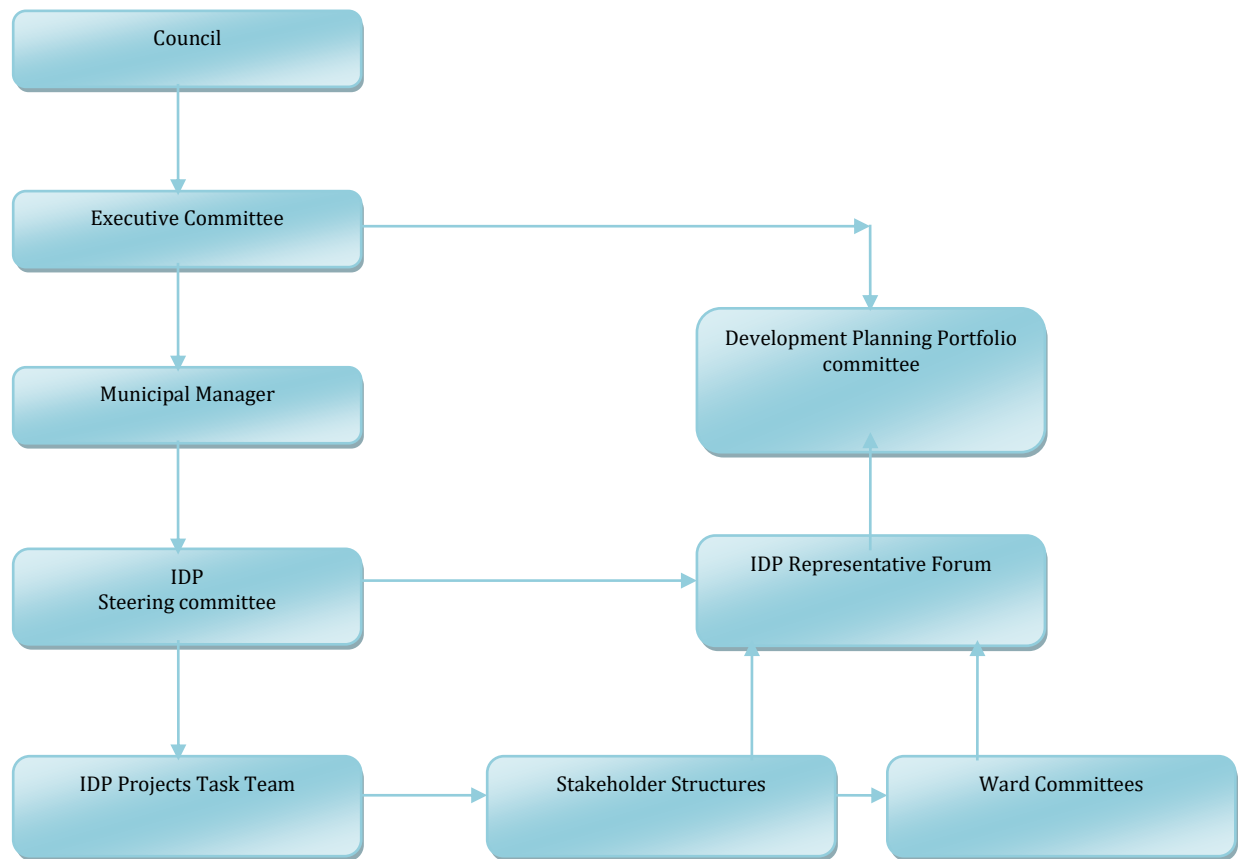 Council
Executive Committee
Development Planning Portfolio
committee
Municipal Manager
IDP
Steering committee
IDP Representative Forum
IDP Projects Task Team
Stakeholder Structures
Ward Committees